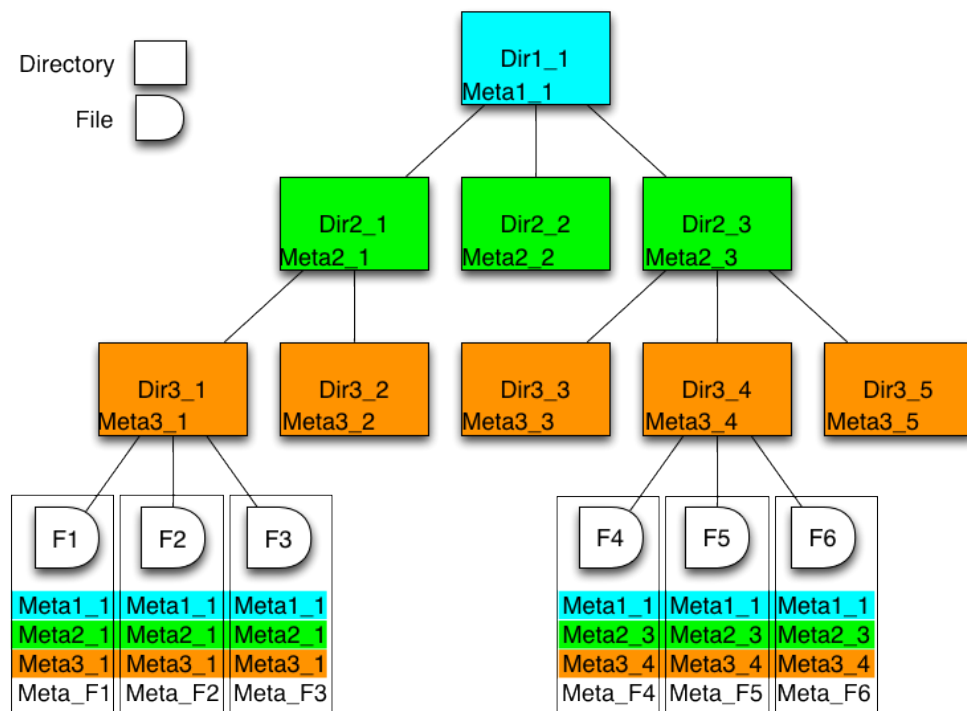 Directory
File
Dir1_1
Meta1_1
Dir2_1
Meta2_1
Dir2_2
Meta2_2
Dir2_3
Meta2_3
Dir3_1
Meta3_1
Dir3_2
Meta3_2
Dir3_3
Meta3_3
Dir3_4
Meta3_4
Dir3_5
Meta3_5
F1
Meta1_1
Meta2_1
Meta3_1
Meta_F1
F2
Meta1_1
Meta2_1
Meta3_1
Meta_F2
F3
Meta1_1
Meta2_1
Meta3_1
Meta_F3
F4
Meta1_1
Meta2_3
Meta3_4
Meta_F4
F5
Meta1_1
Meta2_3
Meta3_4
Meta_F5
F6
Meta1_1
Meta2_3
Meta3_4
Meta_F6